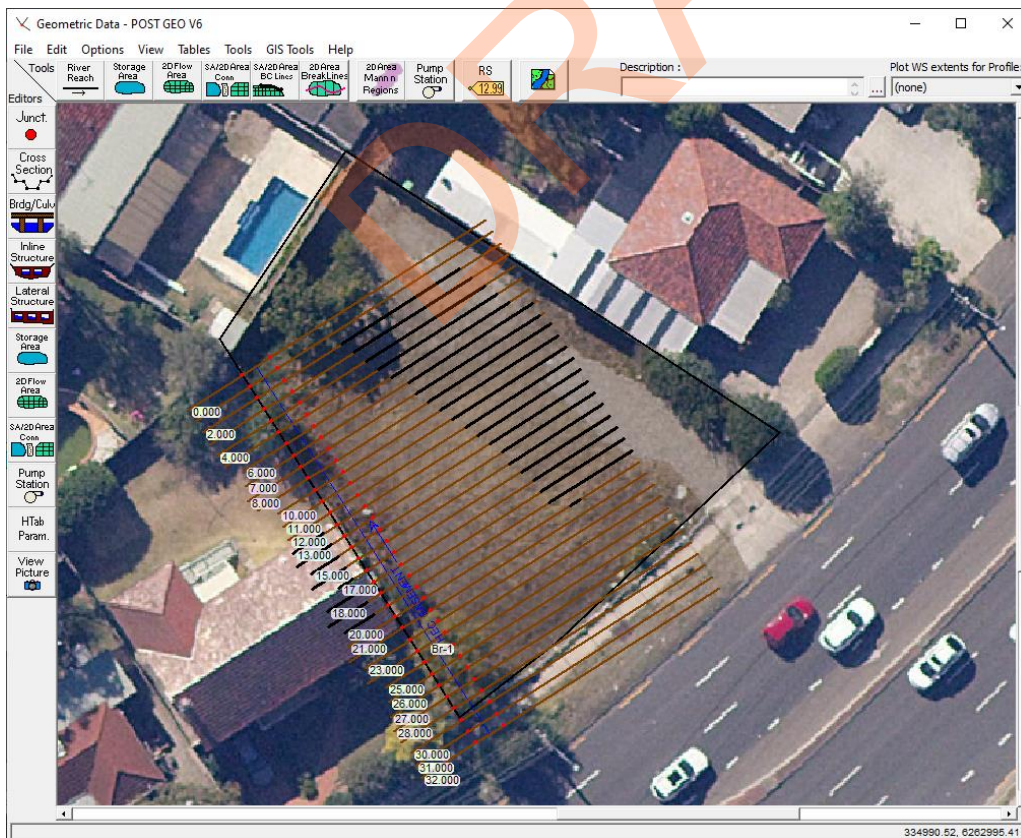 Geometric Data - POST GEO V6
File Edit Options View Tables Tools GIS Tools Help
Tools
Editors
River Reach
Storage Area
2D Flow Area
SA/2D Area Conn
SA/2D Area BC Lines
2D Area BreakLines
2D Area Mann n Regions
Pump Station
RS
12.99
Description :
...
Plot WS extents for Profile:
(none)
Junct.
Cross Section
Brdg/Culv
Inline Structure
Lateral Structure
Storage Area
2D Flow Area
SA/2D Area Conn
Pump Station
HTab Param.
View Picture
DRA
0.000
2.000
4.000
6.000
7.000
8.000
10.000
11.000
12.000
13.000
15.000
17.000
18.000
20.000
21.000
Br-1
23.000
25.000
26.000
27.000
28.000
30.000
31.000
32.000
334990.52, 6262995.41